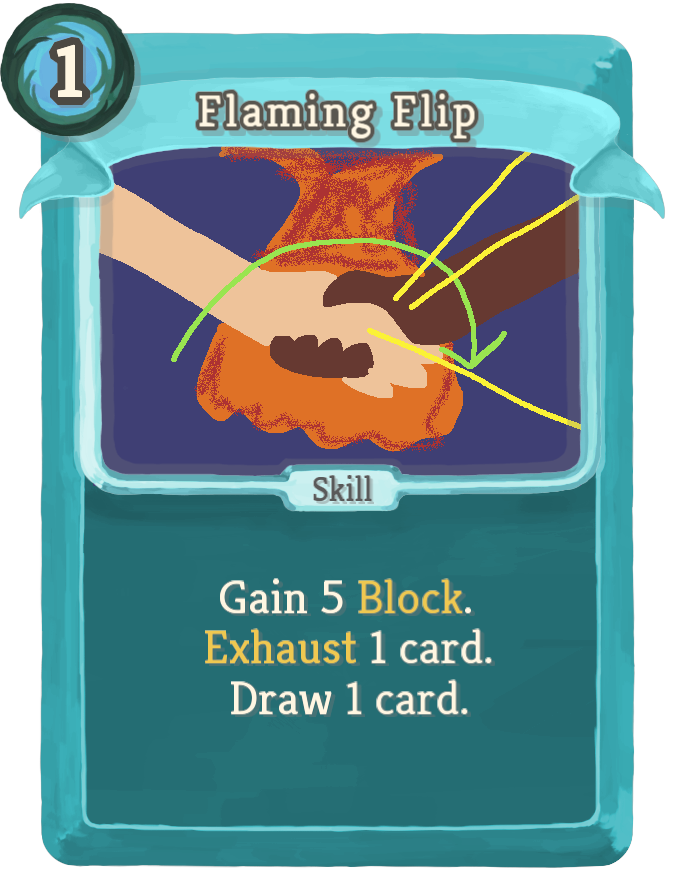 1
Flaming Flip
Skill
Gain 5 Block.
Exhaust 1 card.
Draw 1 card.